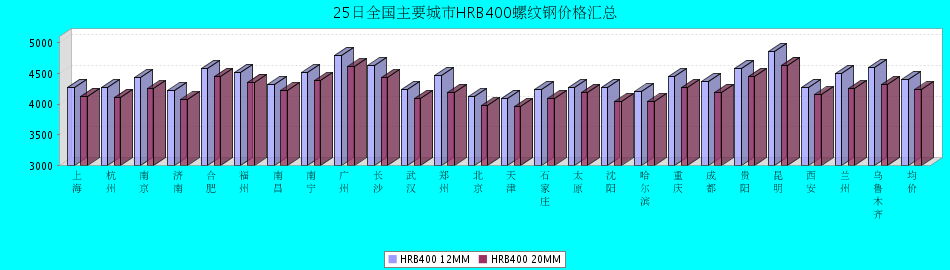 25日全国主要城市HRB400螺纹钢价格汇总
5000
4500
4000
3500
3000
上海
杭州
南京
济南
合肥
福州
南昌
南宁
广州
长沙
武汉
郑州
北京
天津
石家庄
太原
沈阳
哈尔滨
重庆
成都
贵阳
昆明
西安
兰州
乌鲁木齐
均价
HRB400 12MM
HRB400 20MM